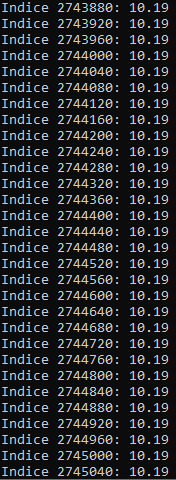 Indice 2743880: 10.19
Indice 2743920: 10.19
Indice 2743960: 10.19
Indice 2744000: 10.19
Indice 2744040: 10.19
Indice 2744080: 10.19
Indice 2744120: 10.19
Indice 2744160: 10.19
Indice 2744200: 10.19
Indice 2744240: 10.19
Indice 2744280: 10.19
Indice 2744320: 10.19
Indice 2744360: 10.19
Indice 2744400: 10.19
Indice 2744440: 10.19
Indice 2744480: 10.19
Indice 2744520: 10.19
Indice 2744560: 10.19
Indice 2744600: 10.19
Indice 2744640: 10.19
Indice 2744680: 10.19
Indice 2744720: 10.19
Indice 2744760: 10.19
Indice 2744800: 10.19
Indice 2744840: 10.19
Indice 2744880: 10.19
Indice 2744920: 10.19
Indice 2744960: 10.19
Indice 2745000: 10.19
Indice 2745040: 10.19